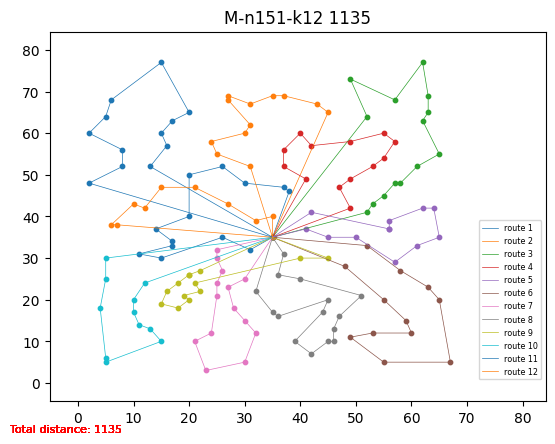 M-n151-k12 1135
80
70
60
50
40
30
20
10
0
0 10 20 30 40 50 60 70 80
route 1
route 2
route 3
route 4
route 5
route 6
route 7
route 8
route 9
route 10
route 11
route 12
Total distance: 1135